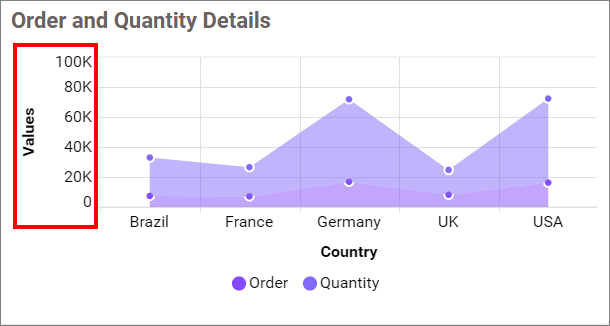 Order and Quantity Details
Values
100K
80K
60K
40K
20K
0
Brazil France Germany UK USA
Country
Order Quantity